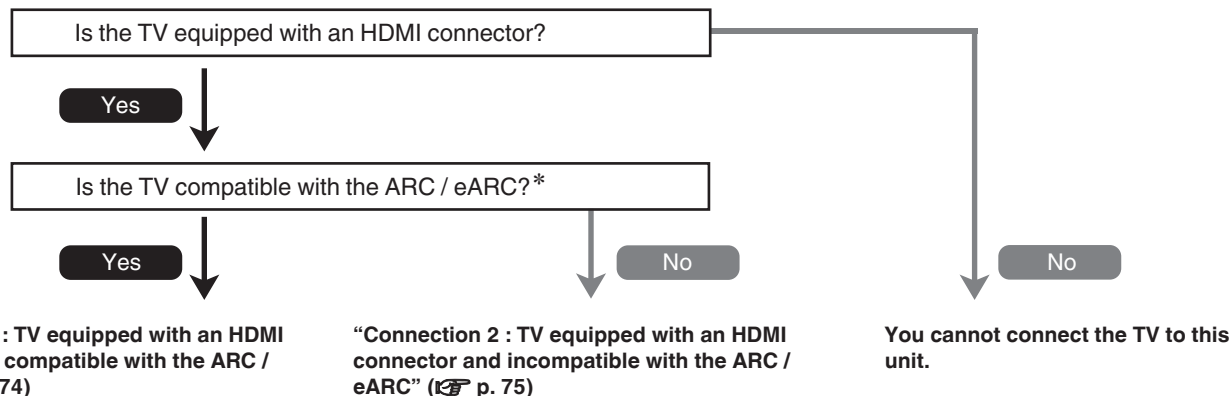 Is the TV equipped with an HDMI connector?
Yes
Is the TV compatible with the ARC / eARC?*
Yes
No
No
: TV equipped with an HDMI
compatible with the ARC /
74)
“Connection 2 : TV equipped with an HDMI
connector and incompatible with the ARC /
eARC” (☞ p. 75)
You cannot connect the TV to this
unit.